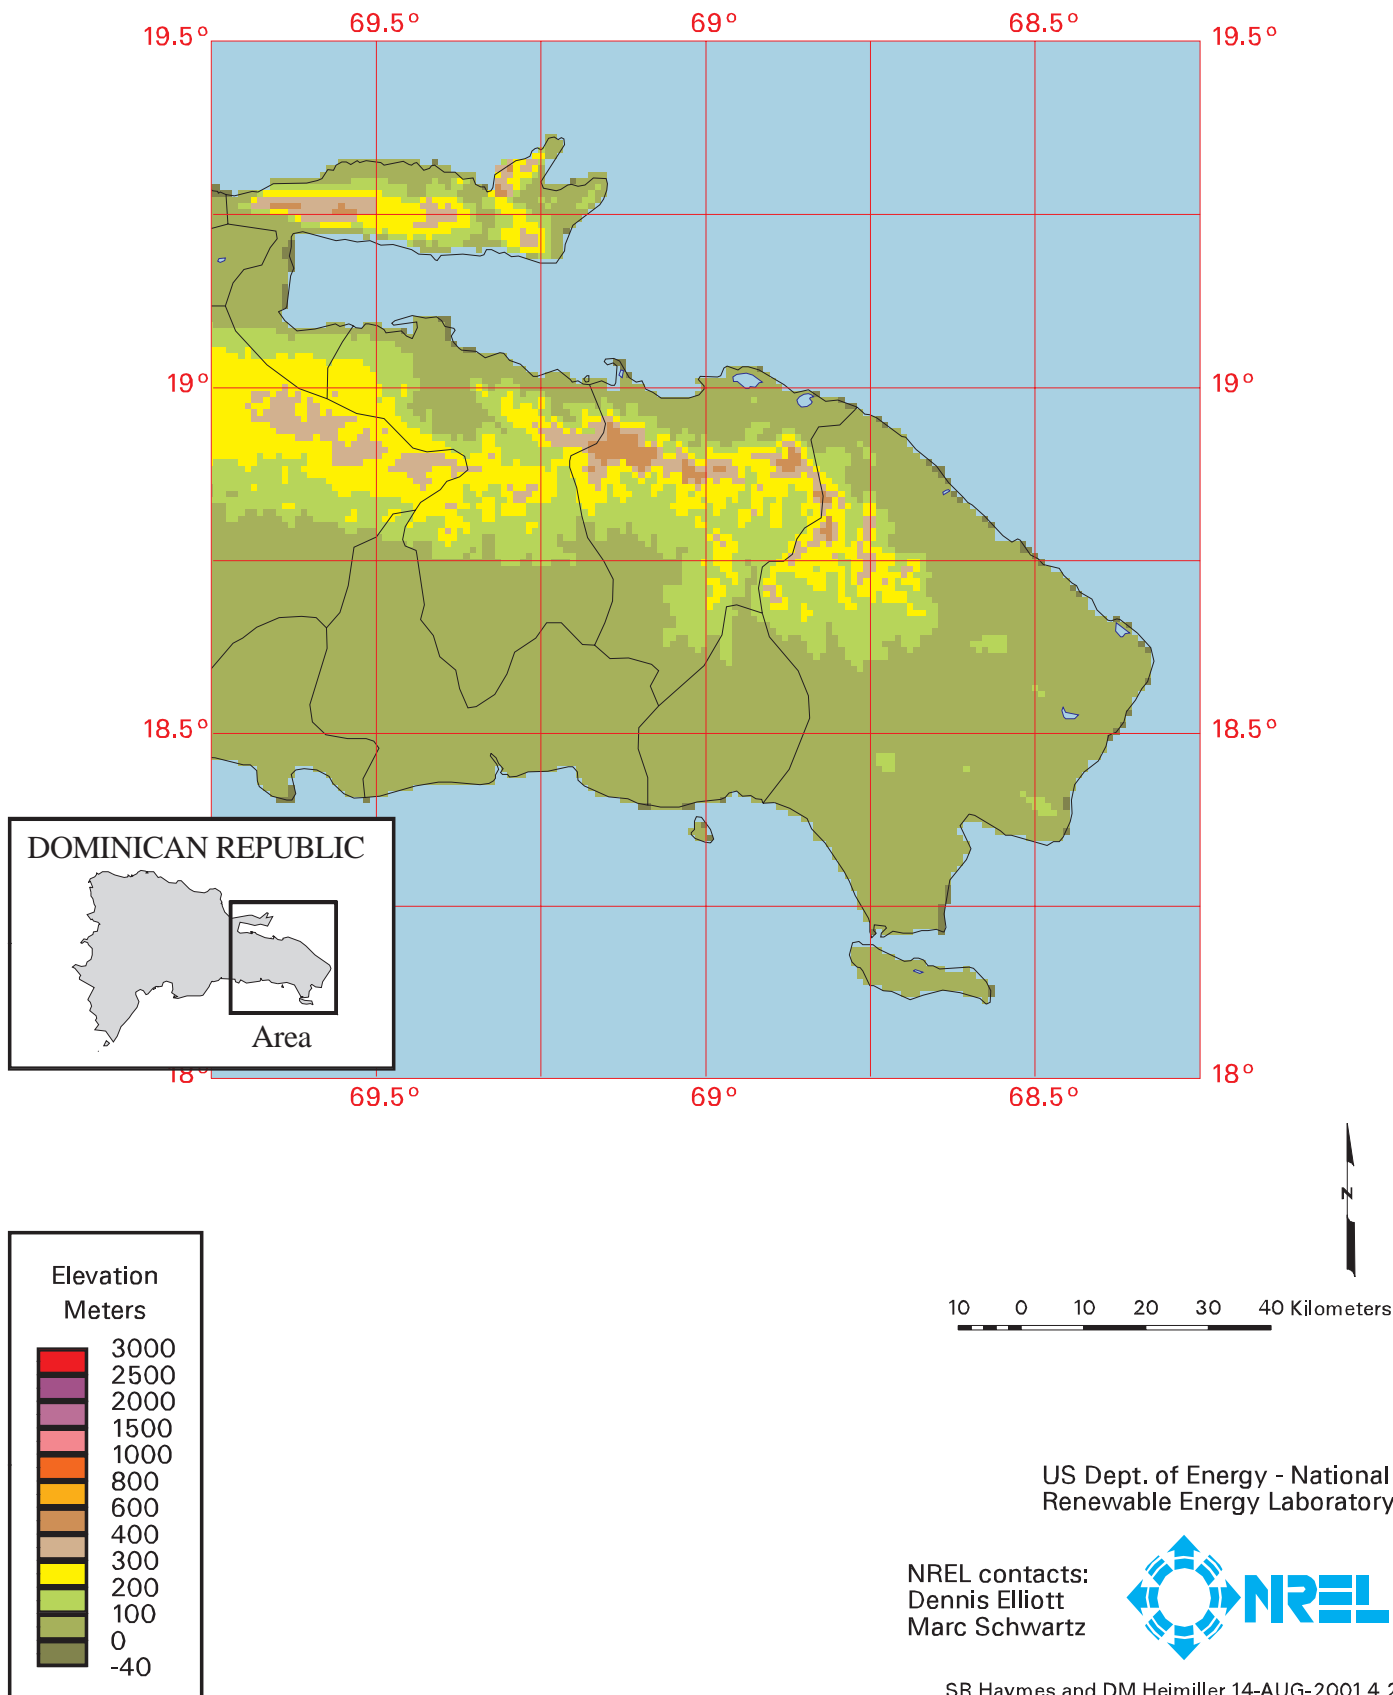 69.5° 69° 68.5°
19.5° 19.5°
19° 19°
18.5° 18.5°
DOMINICAN REPUBLIC
Area
18° 18°
69.5° 69° 68.5°
N
10 0 10 20 30 40 Kilometers
Elevation
Meters
3000
2500
2000
1500
1000
800
600
400
300
200
100
0
-40
US Dept. of Energy - National
Renewable Energy Laboratory
NREL contacts:
Dennis Elliott
Marc Schwartz
NREL
SR Haymes and DM Heimiller 14-AUG-2001 4.2